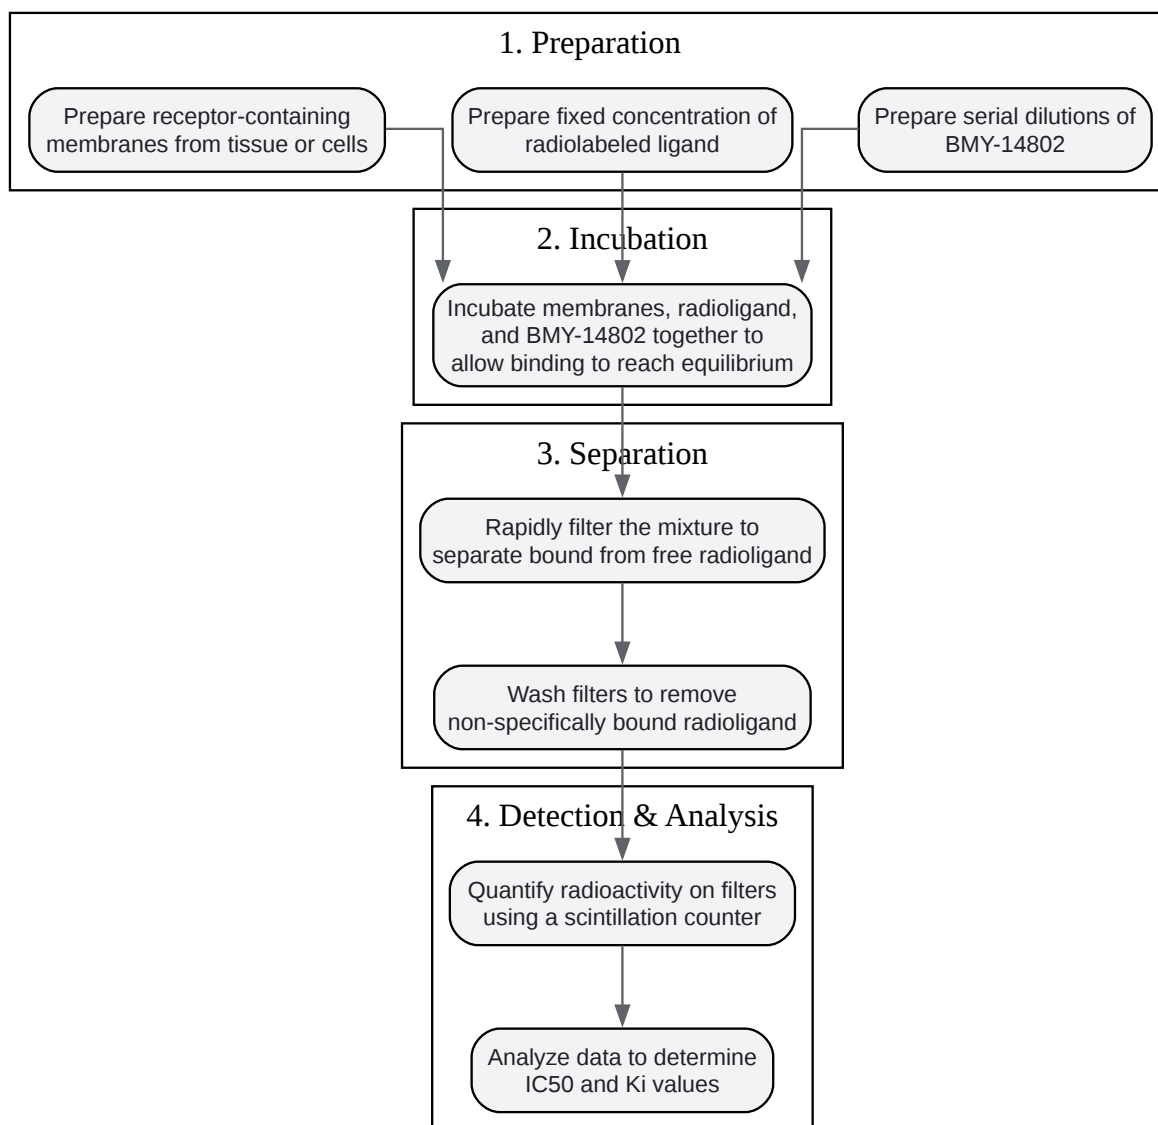 1. Preparation
Prepare receptor-containing
membranes from tissue or cells
Prepare fixed concentration of
radiolabeled ligand
Prepare serial dilutions of
BMY-14802
2. Incubation
Incubate membranes, radioligand,
and BMY-14802 together to
allow binding to reach equilibrium
3. Separation
Rapidly filter the mixture to
separate bound from free radioligand
Wash filters to remove
non-specifically bound radioligand
4. Detection & Analysis
Quantify radioactivity on filters
using a scintillation counter
Analyze data to determine
IC50 and Ki values